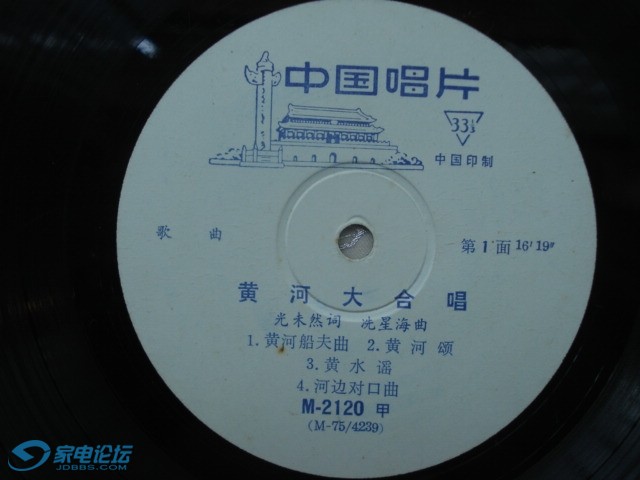 中国唱片
33⅓
中国印制
歌曲
第1面 16′19″
黄河大合唱
光未然词 洗星海曲
1.黄河船夫曲 2.黄河颂
3.黄水谣
4.河边对口曲
M-2120 甲
(M-75/4239)
家电论坛
JDBBS.COM